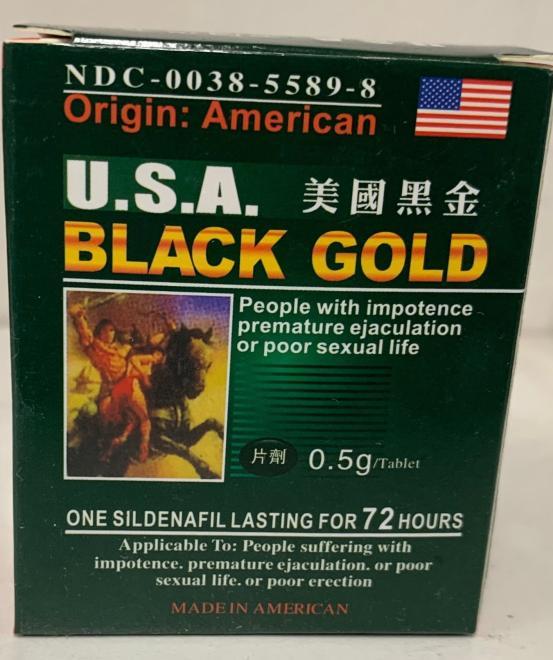 NDC-0038-5589-8
Origin: American
U.S.A. 美國黑金
BLACK GOLD
People with impotence
premature ejaculation
or poor sexual life
片劑 0.5g/Tablet
ONE SILDENAFIL LASTING FOR 72 HOURS
Applicable To: People suffering with
impotence. premature ejaculation. or poor
sexual life. or poor erection
MADE IN AMERICAN